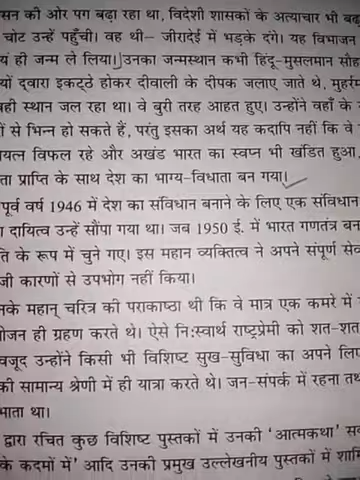 सन की ओर पग बढ़ा रहा था, विदेशी शासकों के अत्याचार भी बढ़
चोट उन्हें पहुँची। वह थी– जीरादेई में भड़के दंगे। यह विभाजन
यं ही जन्म ले लिया। उनका जन्मस्थान कभी हिंदू-मुसलमान सौह
यों द्वारा इकट्ठे होकर दीवाली के दीपक जलाए जाते थे, मुहर्रम
वही स्थान जल रहा था। वे बुरी तरह आहत हुए। उन्होंने वहाँ के न
ों से भिन्न हो सकते हैं, परंतु इसका अर्थ यह कदापि नहीं कि वे
यत्न विफल रहे और अखंड भारत का स्वप्न भी खंडित हुआ,
ता प्राप्ति के साथ देश का भाग्य-विधाता बन गया।
पूर्व वर्ष 1946 में देश का संविधान बनाने के लिए एक संविधान
ा दायित्व उन्हें सौंपा गया था। जब 1950 ई. में भारत गणतंत्र बन
ति के रूप में चुने गए। इस महान व्यक्तित्व ने अपने संपूर्ण सेव
जी कारणों से उपभोग नहीं किया।
नके महान् चरित्र की पराकाष्ठा थी कि वे मात्र एक कमरे में
ोजन ही ग्रहण करते थे। ऐसे नि:स्वार्थ राष्ट्रप्रेमी को शत-शत
वजूद उन्होंने किसी भी विशिष्ट सुख-सुविधा का अपने लिए
की सामान्य श्रेणी में ही यात्रा करते थे। जन-संपर्क में रहना तथ
भाता था।
द्वारा रचित कुछ विशिष्ट पुस्तकों में उनकी 'आत्मकथा' सव
के कदमों में' आदि उनकी प्रमुख उल्लेखनीय पुस्तकों में शामि